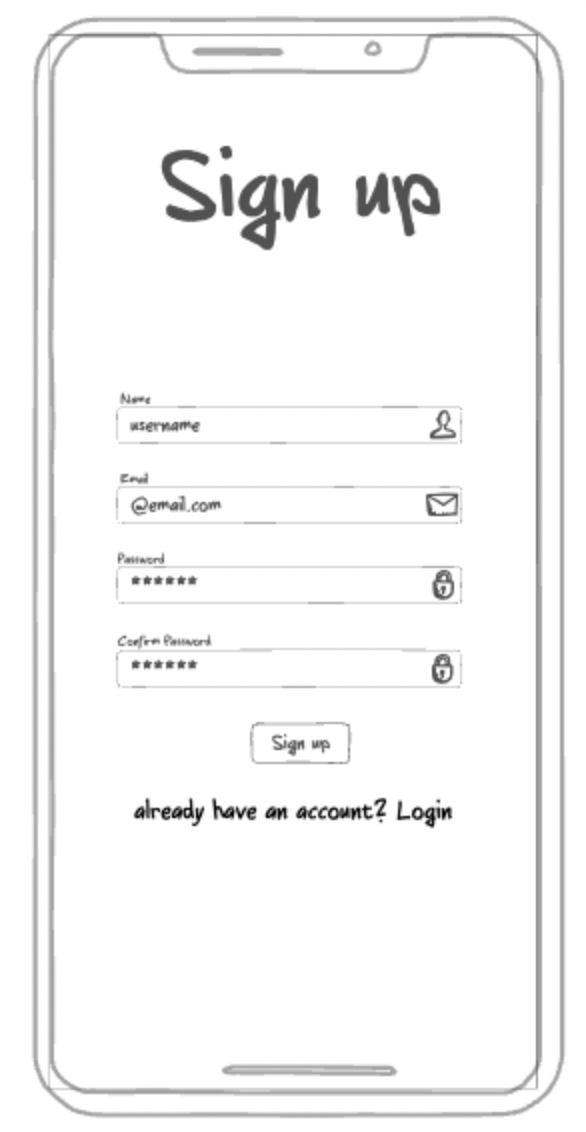 Sign up
Name
username
Email
@email.com
Password
******
Confirm Password
******
Sign up
already have an account? Login